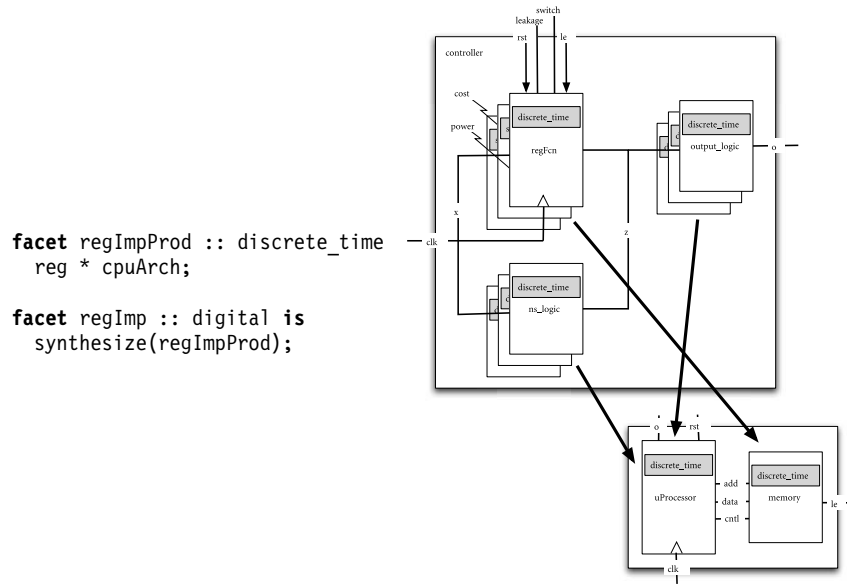 facet regImpProd :: discrete_time
reg * cpuArch;
facet regImp :: digital is
synthesize(regImpProd);
switch
leakage
rst
le
controller
cost
power
discrete_time
s
s
regFcn
discrete_time
d
d
output_logic
o
x
z
clk
discrete_time
d
d
ns_logic
o
rst
discrete_time
uProcessor
add
data
cntl
discrete_time
memory
le
clk